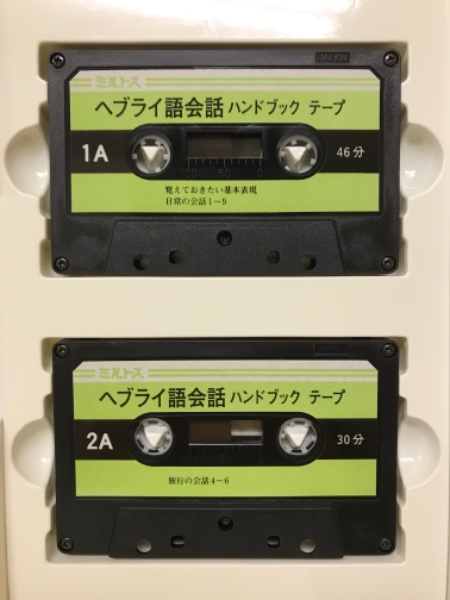 ミルトス
ヘブライ語会話 ハンドブック テープ
1A
46分
100 50 0
覚えておきたい基本表現
日常の会話1〜9
ミルトス
ヘブライ語会話 ハンドブック テープ
2A
30分
旅行の会話4〜6